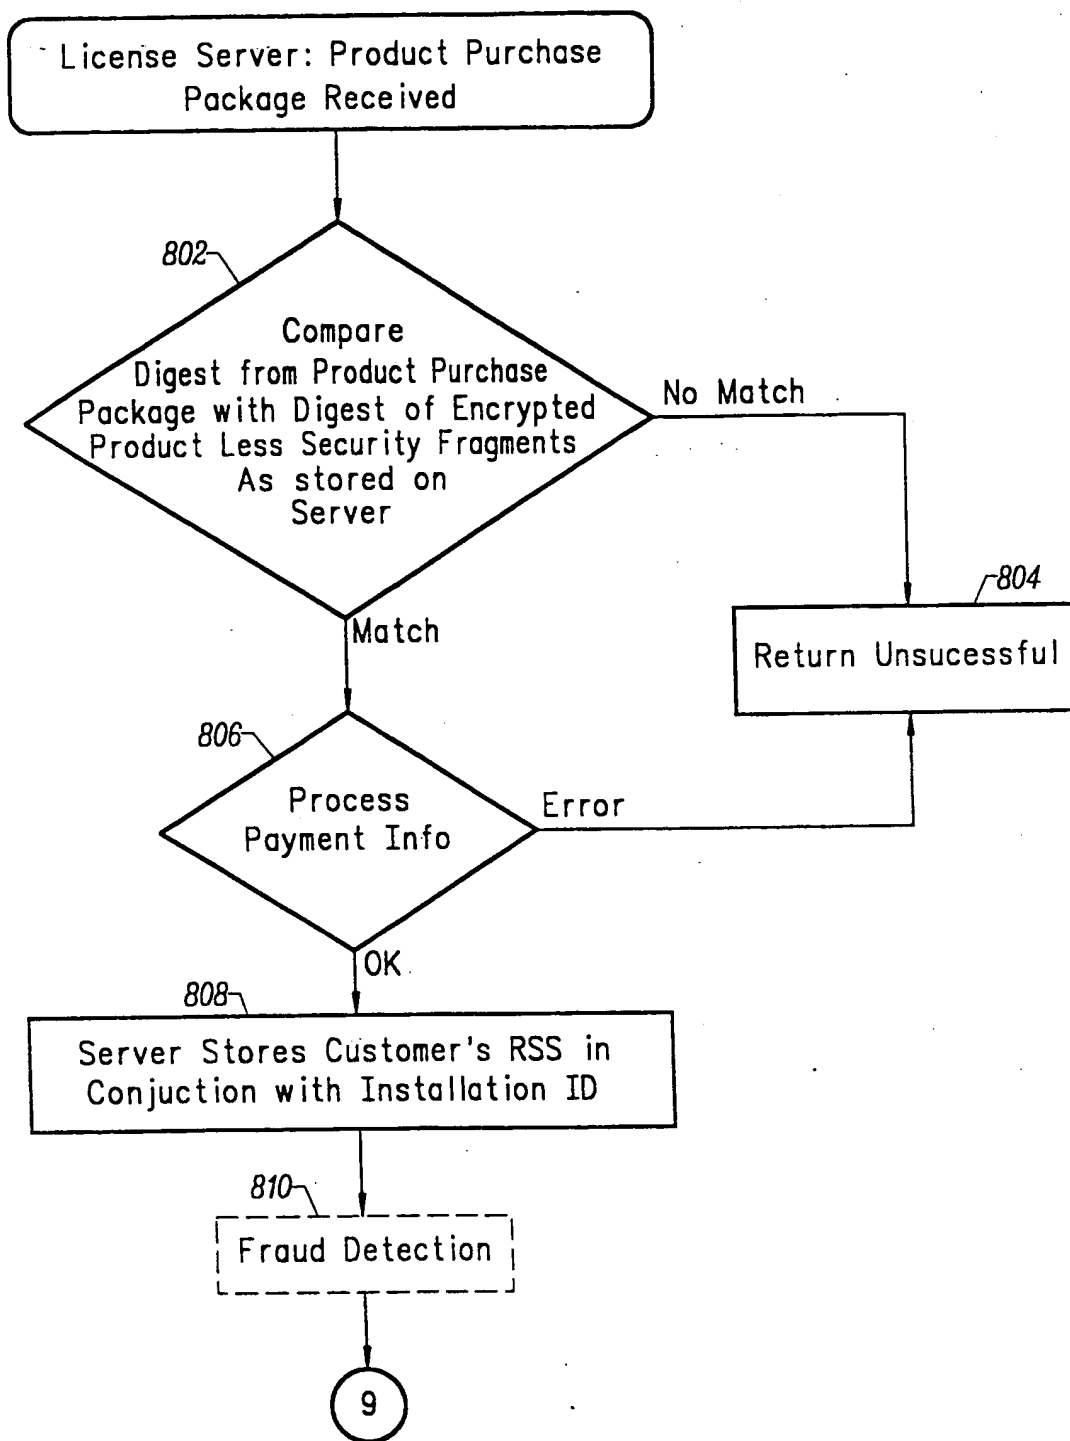 License Server: Product Purchase
Package Received
802
Compare
Digest from Product Purchase
Package with Digest of Encrypted
Product Less Security Fragments
As stored on
Server
No Match
804
Return Unsucessful
Match
806
Process
Payment Info
Error
OK
808
Server Stores Customer's RSS in
Conjuction with Installation ID
810
Fraud Detection
9